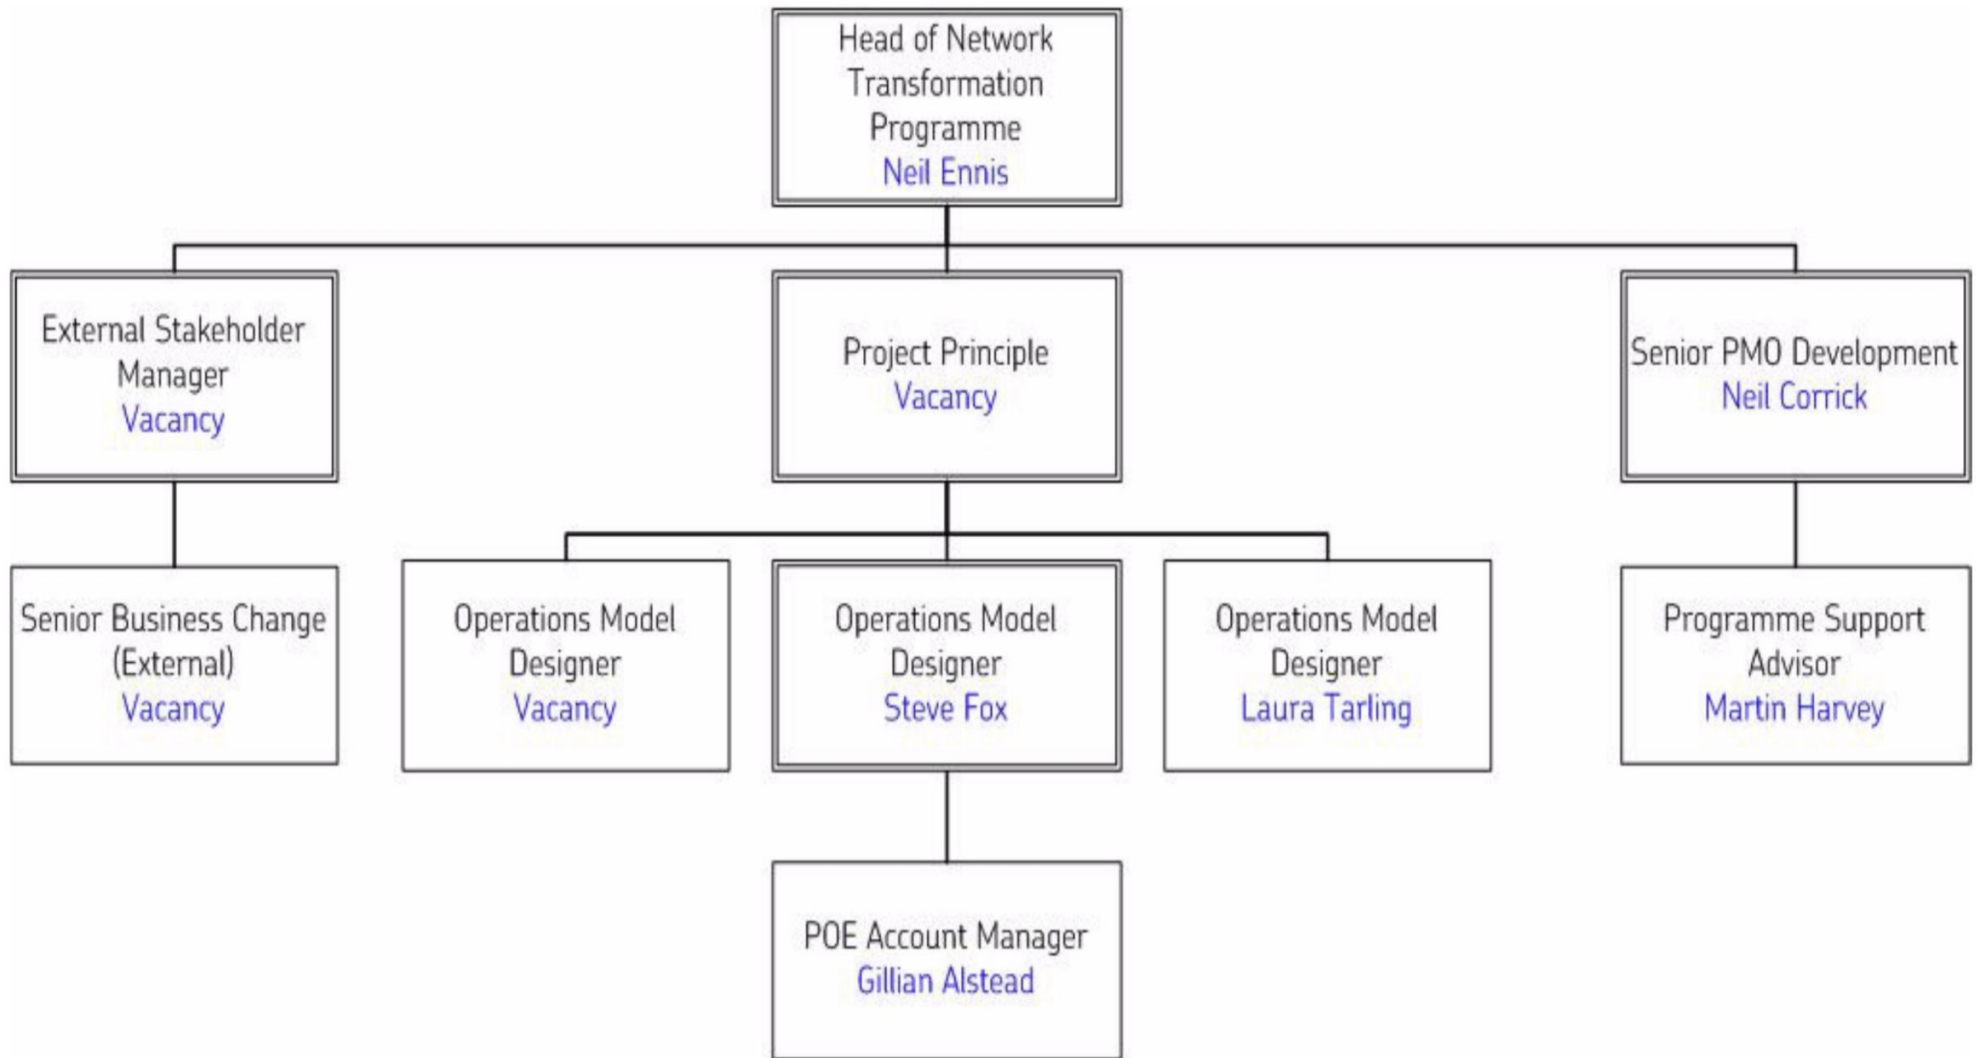 Head of Network
Transformation
Programme
Neil Ennis
External Stakeholder
Manager
Vacancy
Project Principle
Vacancy
Senior PMO Development
Neil Corrick
Senior Business Change
(External)
Vacancy
Operations Model
Designer
Vacancy
Operations Model
Designer
Steve Fox
Operations Model
Designer
Laura Tarling
Programme Support
Advisor
Martin Harvey
POE Account Manager
Gillian Alstead